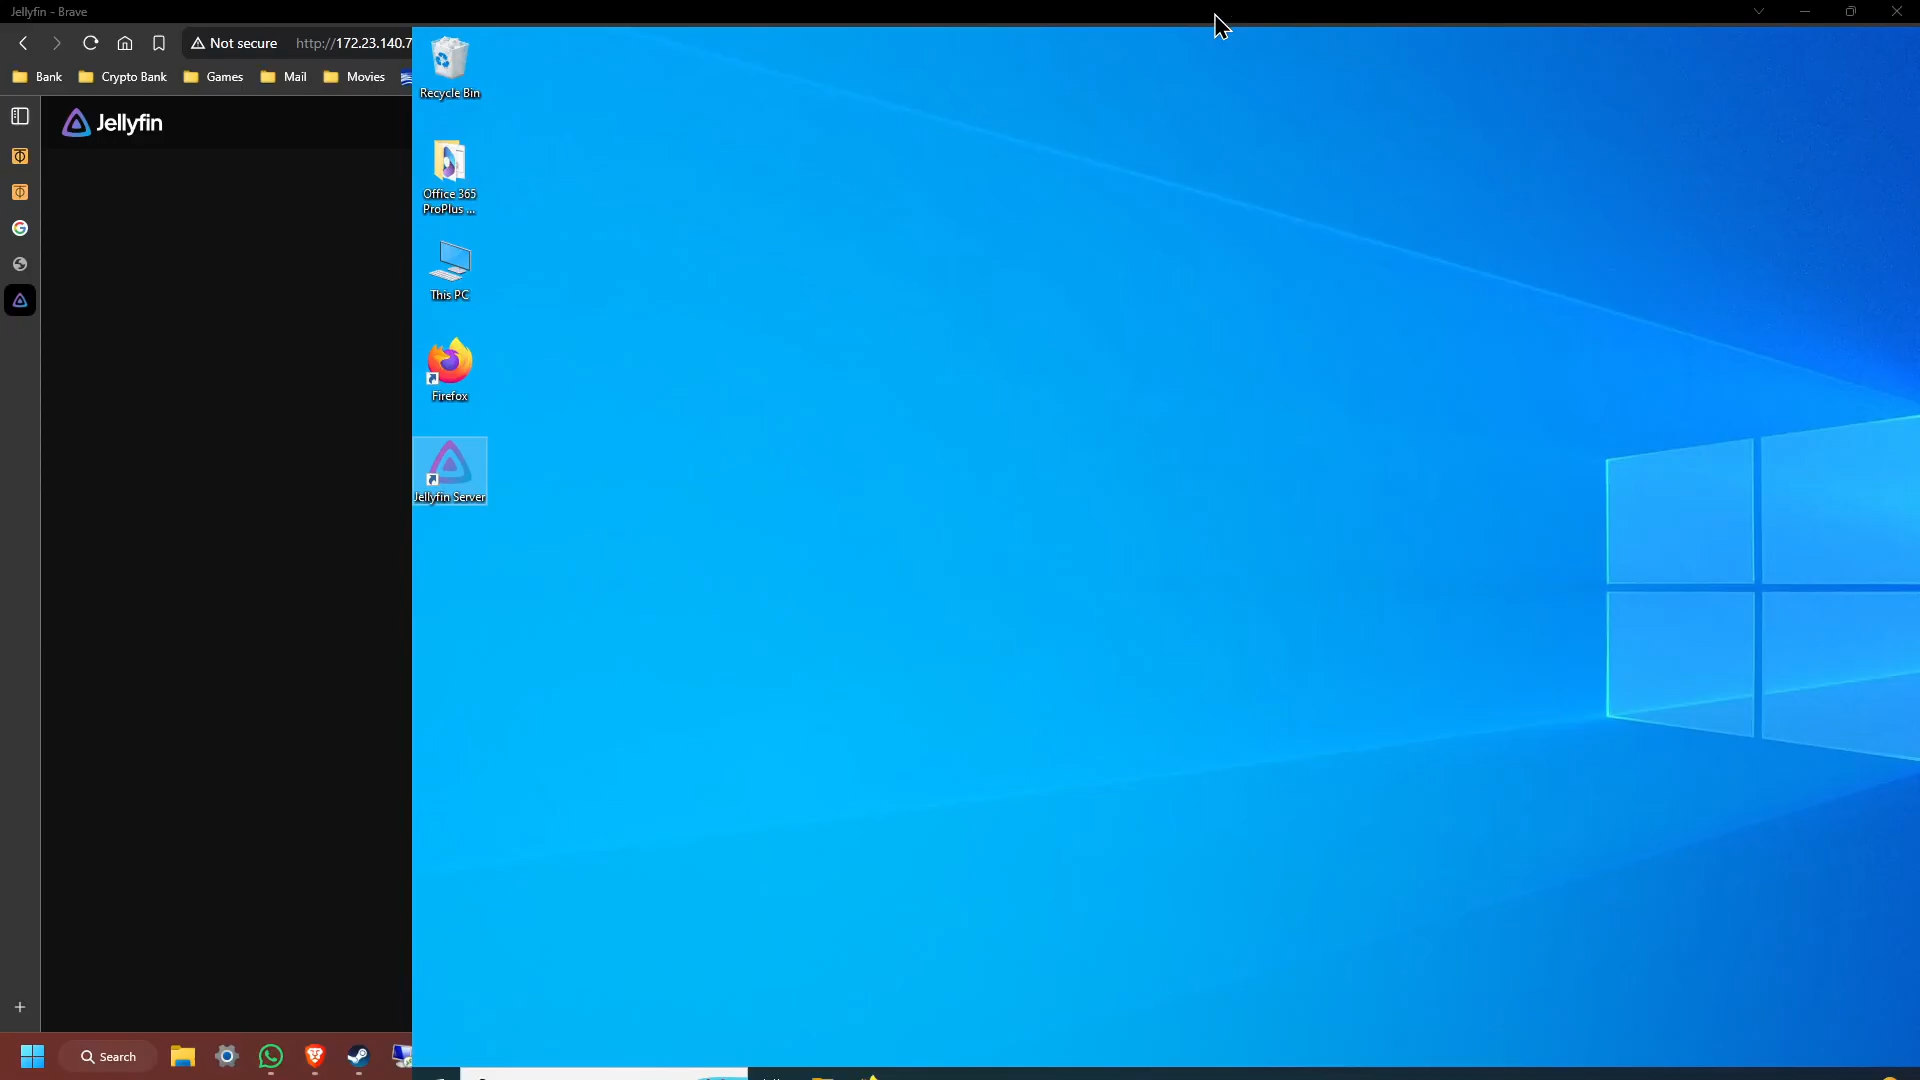 Jellyfin - Brave
Not secure
http://172.23.140.7
Bank
Crypto Bank
Games
Mail
Movies
Jellyfin
Recycle Bin
Office 365
ProPlus ...
This PC
Firefox
Jellyfin Server
Search